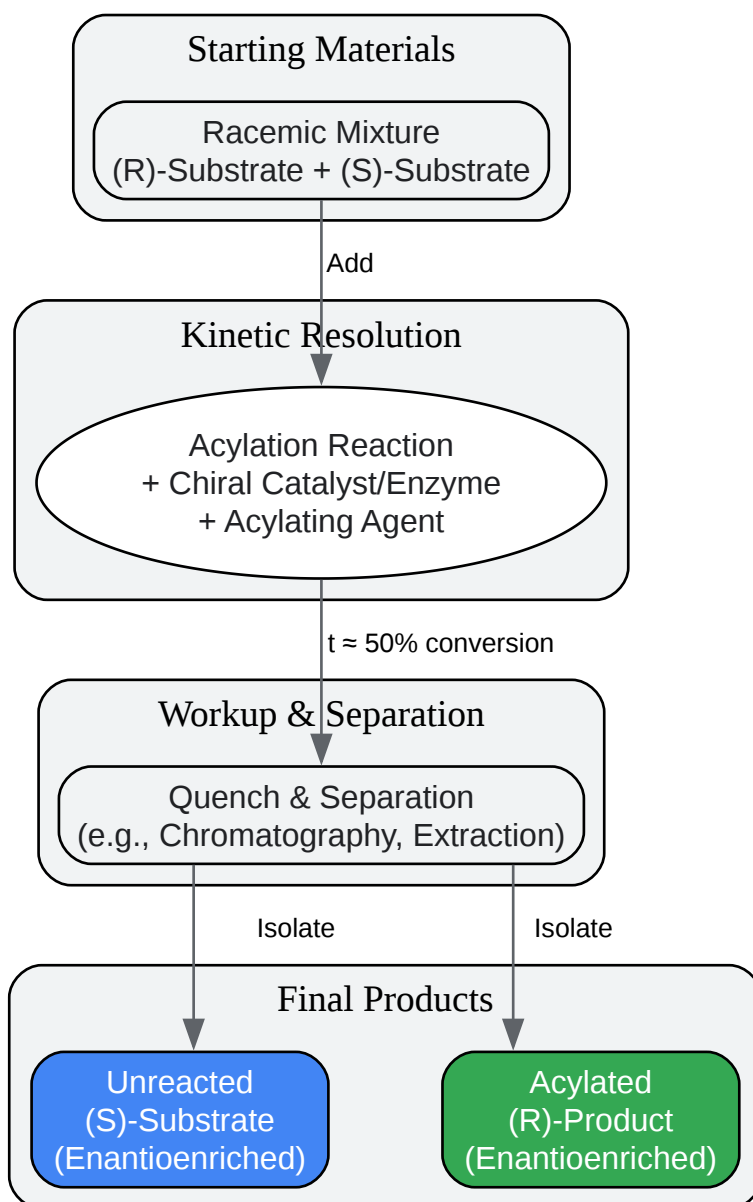 Starting Materials
Racemic Mixture
(R)-Substrate + (S)-Substrate
Add
Kinetic Resolution
Acylation Reaction
+ Chiral Catalyst/Enzyme
+ Acylating Agent
t ≈ 50% conversion
Workup & Separation
Quench & Separation
(e.g., Chromatography, Extraction)
Isolate
Isolate
Final Products
Unreacted
(S)-Substrate
(Enantioenriched)
Acylated
(R)-Product
(Enantioenriched)